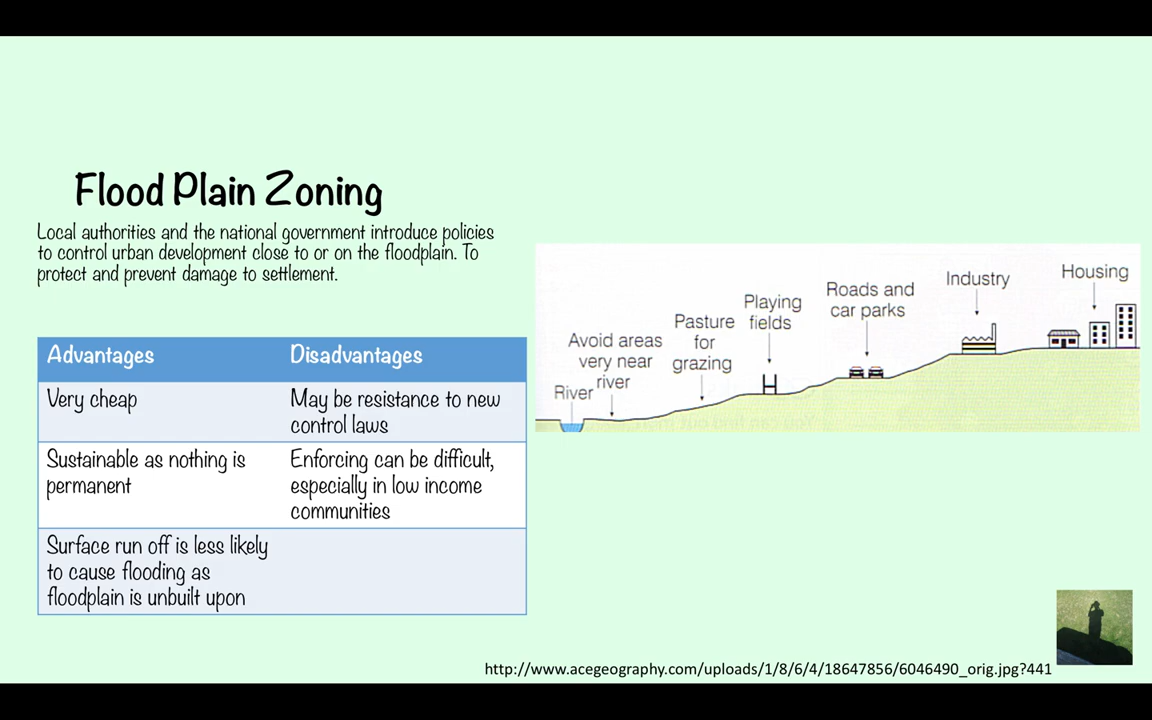 Flood Plain Zoning
Local authorities and the national government introduce policies
to control urban development close to or on the floodplain. To
protect and prevent damage to settlement.
Advantages
Disadvantages
Very cheap
May be resistance to new
control laws
Sustainable as nothing is
permanent
Enforcing can be difficult,
especially in low income
communities
Surface run off is less likely
to cause flooding as
floodplain is unbuilt upon
River
Avoid areas
very near
river
Pasture
for
grazing
Playing
fields
Roads and
car parks
Industry
Housing
http://www.acegeography.com/uploads/1/8/6/4/18647856/6046490_orig.jpg?441